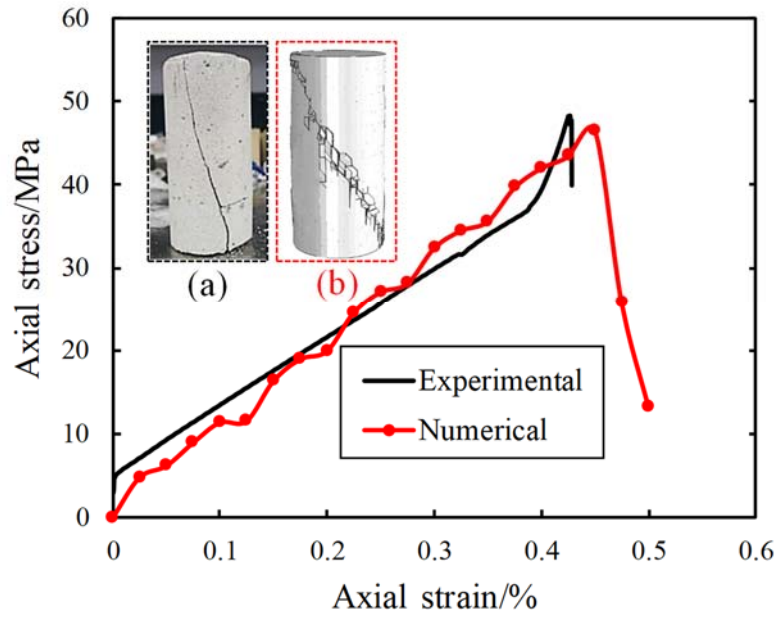 60
50
40
30
20
10
0
Axial stress/MPa
(a)
(b)
Experimental
Numerical
0
0.1
0.2
0.3
0.4
0.5
0.6
Axial strain/%